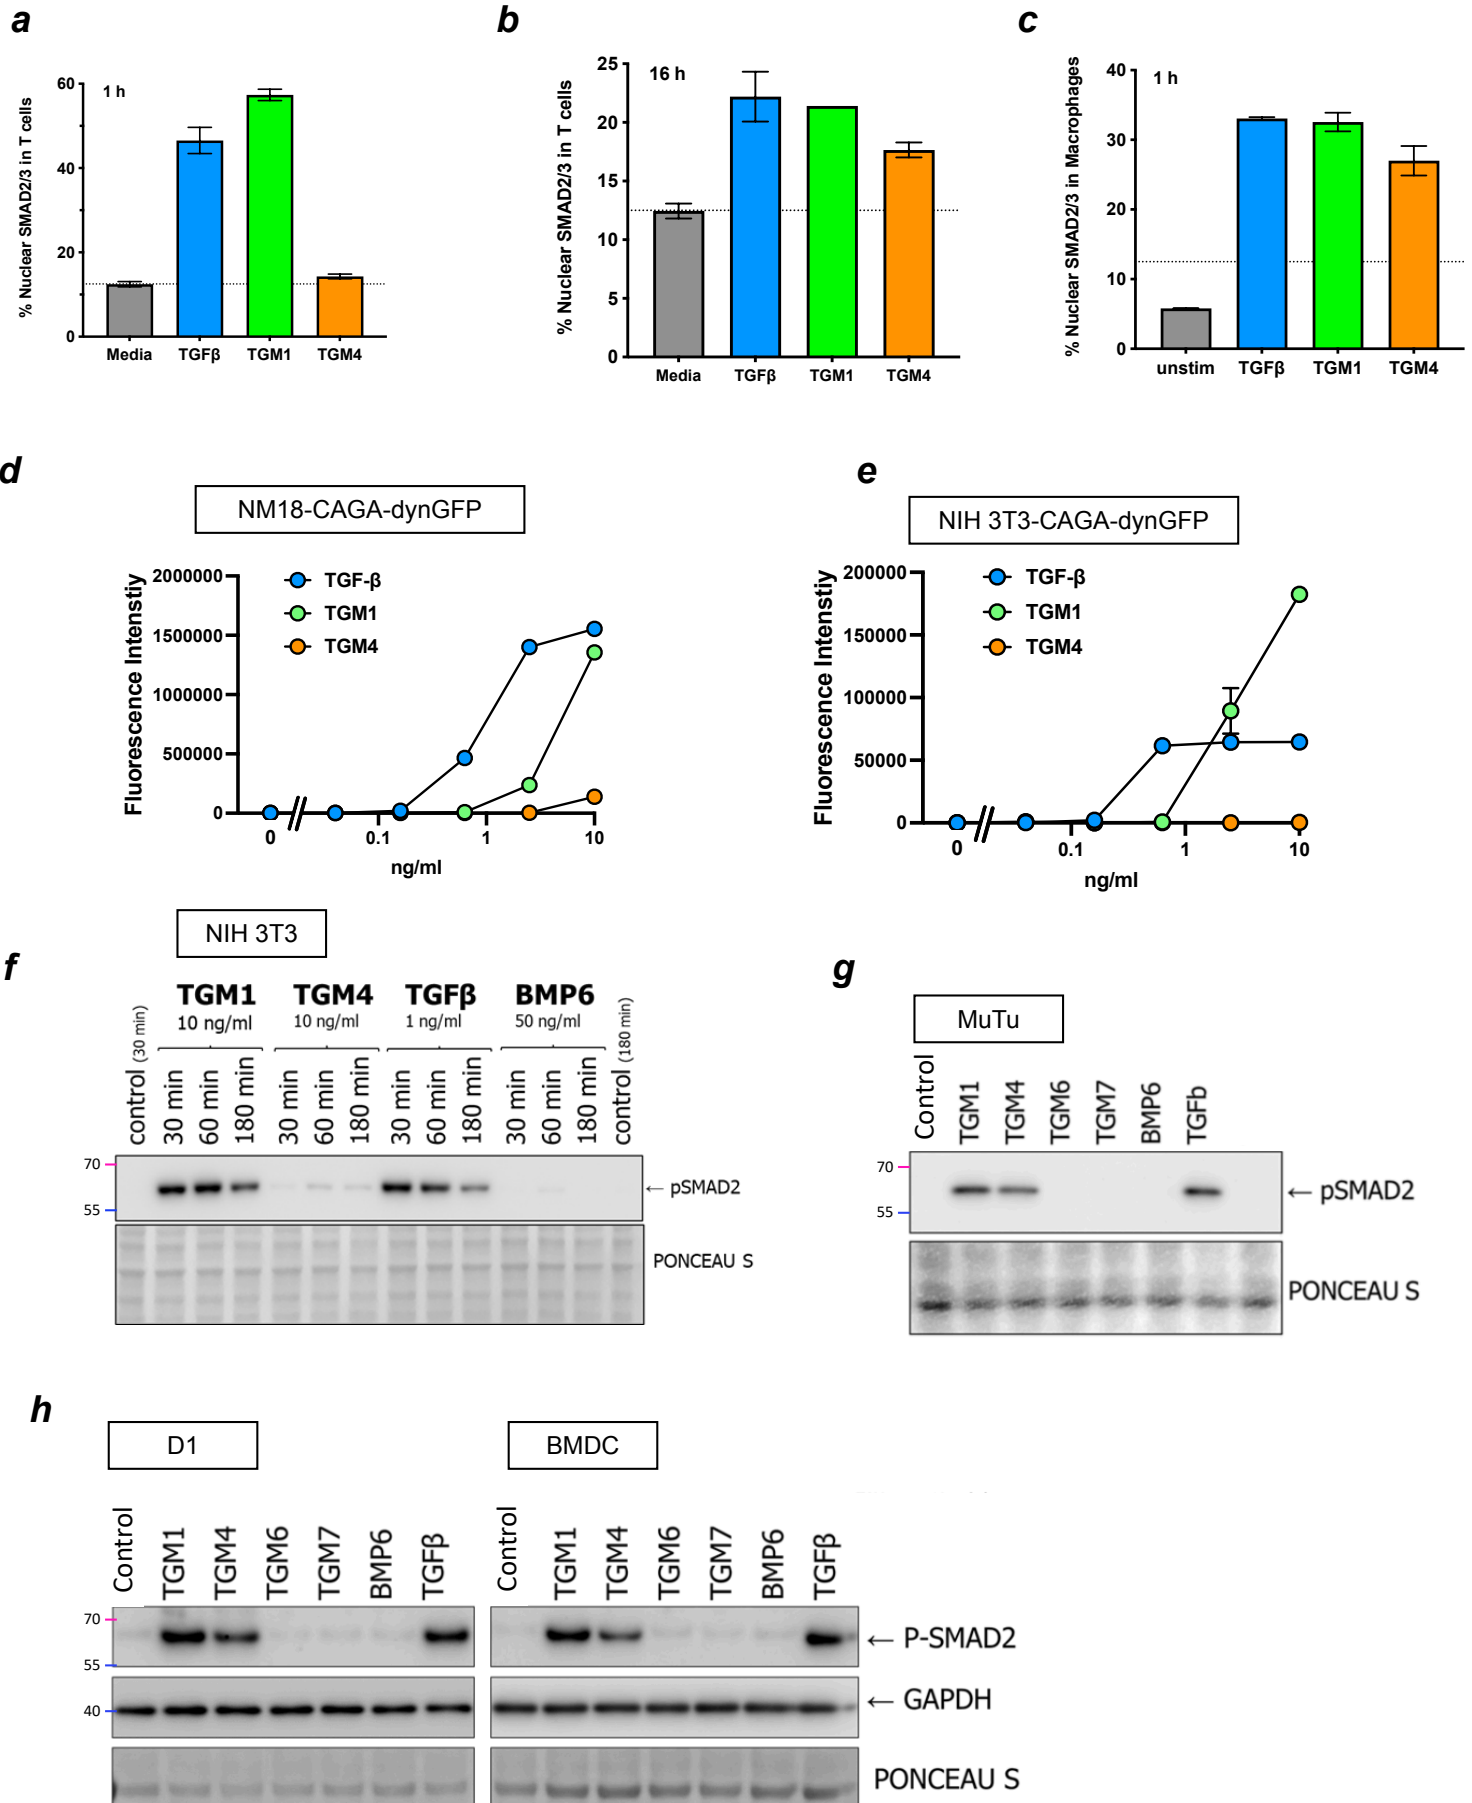 a
1 h
% Nuclear SMAD2/3 in T cells
60
40
20
0
Media TGFβ TGM1 TGM4
b
16 h
% Nuclear SMAD2/3 in T cells
25
20
15
10
5
0
Media TGFβ TGM1 TGM4
c
1 h
% Nuclear SMAD2/3 in Macrophages
40
30
20
10
0
unstim TGFβ TGM1 TGM4
d
NM18-CAGA-dynGFP
Fluorescence Intenstiy
2000000
1500000
1000000
500000
0
TGF-β
TGM1
TGM4
0 0.1 1 10
ng/ml
e
NIH 3T3-CAGA-dynGFP
Fluorescence Intenstiy
200000
150000
100000
50000
0
TGF-β
TGM1
TGM4
0 0.1 1 10
ng/ml
f
NIH 3T3
TGM1 TGM4 TGFβ BMP6
10 ng/ml 10 ng/ml 1 ng/ml 50 ng/ml
control (30 min)
30 min
60 min
180 min
30 min
60 min
180 min
30 min
60 min
180 min
30 min
60 min
180 min
control (180 min)
70
55
← pSMAD2
PONCEAU S
g
MuTu
Control
TGM1
TGM4
TGM6
TGM7
BMP6
TGFb
70
55
← pSMAD2
PONCEAU S
h
D1
Control
TGM1
TGM4
TGM6
TGM7
BMP6
TGFβ
BMDC
Control
TGM1
TGM4
TGM6
TGM7
BMP6
TGFβ
70
55
← P-SMAD2
40
← GAPDH
PONCEAU S